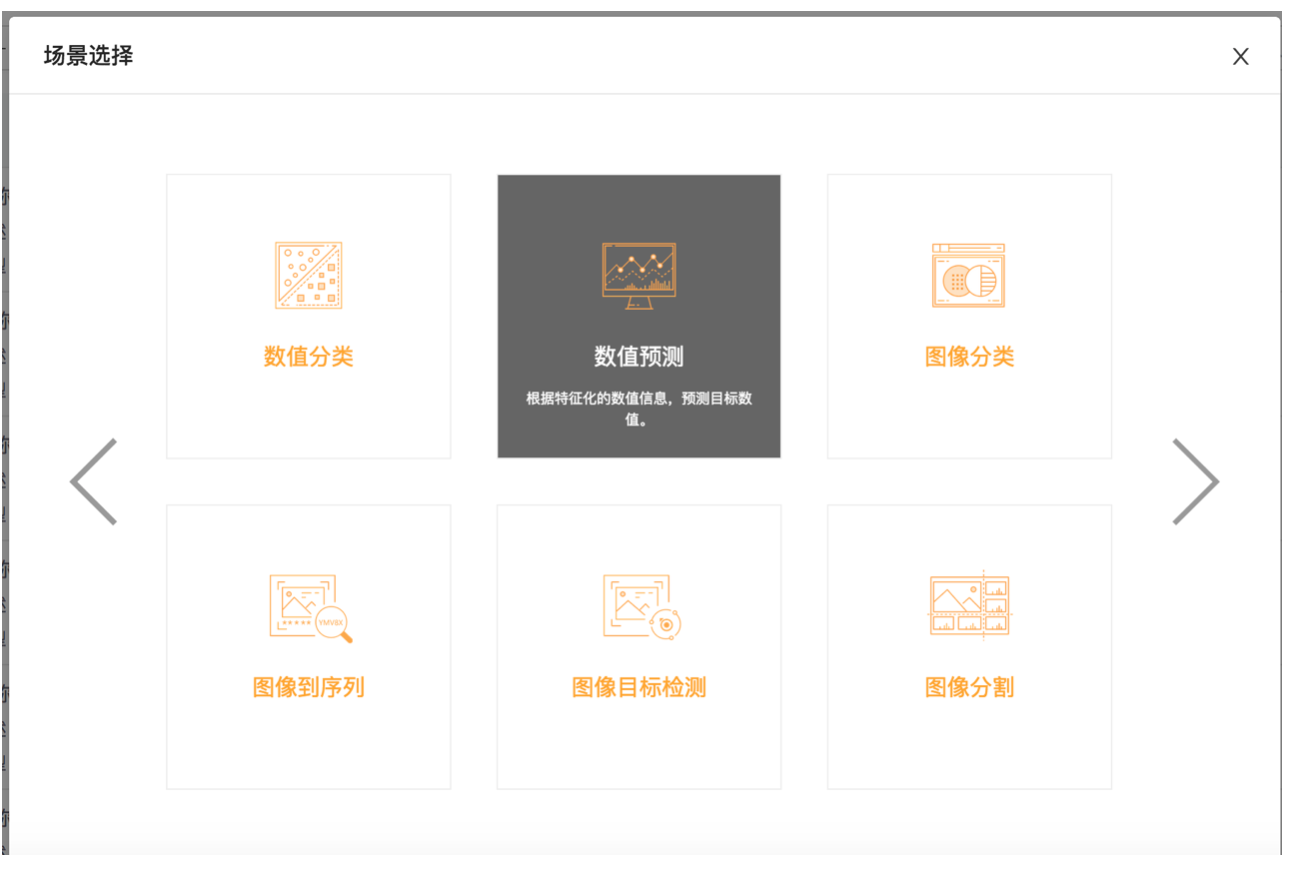 场景选择
X
数值分类
数值预测
根据特征化的数值信息，预测目标数
值。
图像分类
YMV8X
图像到序列
图像目标检测
图像分割